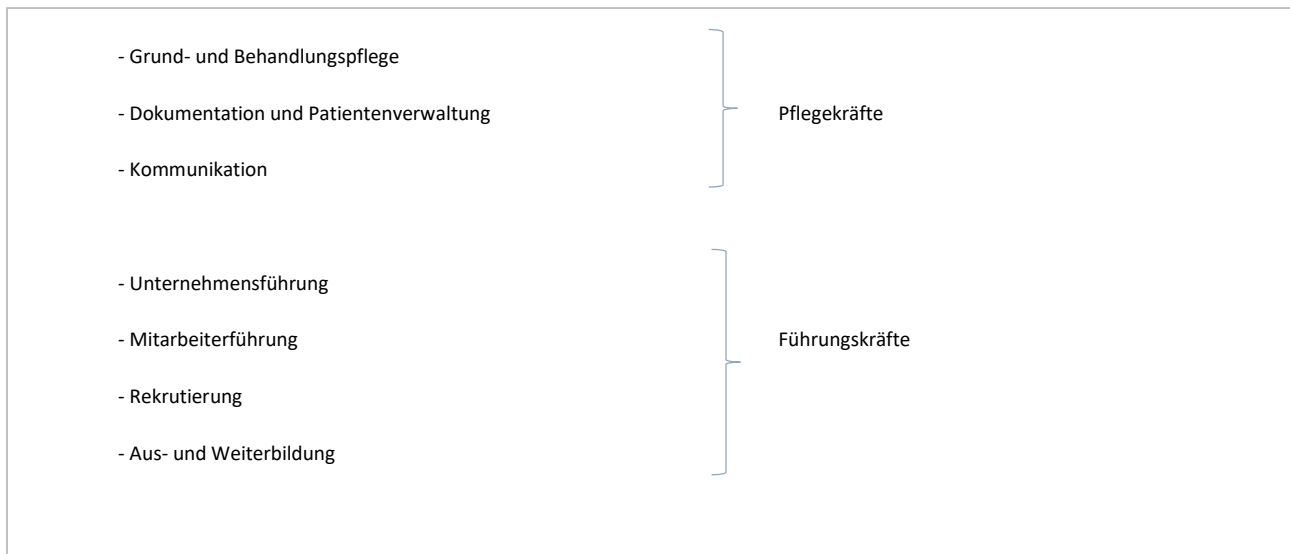 - Grund- und Behandlungspflege
- Dokumentation und Patientenverwaltung
Pflegekräfte
- Kommunikation
- Unternehmensführung
- Mitarbeiterführung
Führungskräfte
- Rekrutierung
- Aus- und Weiterbildung